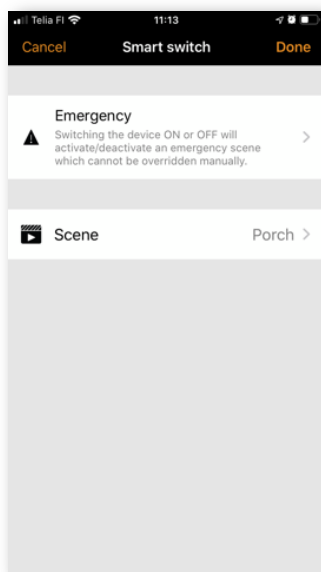 Telia FI 11:13
Cancel Smart switch Done
Emergency
Switching the device ON or OFF will
activate/deactivate an emergency scene
which cannot be overridden manually.
Scene Porch